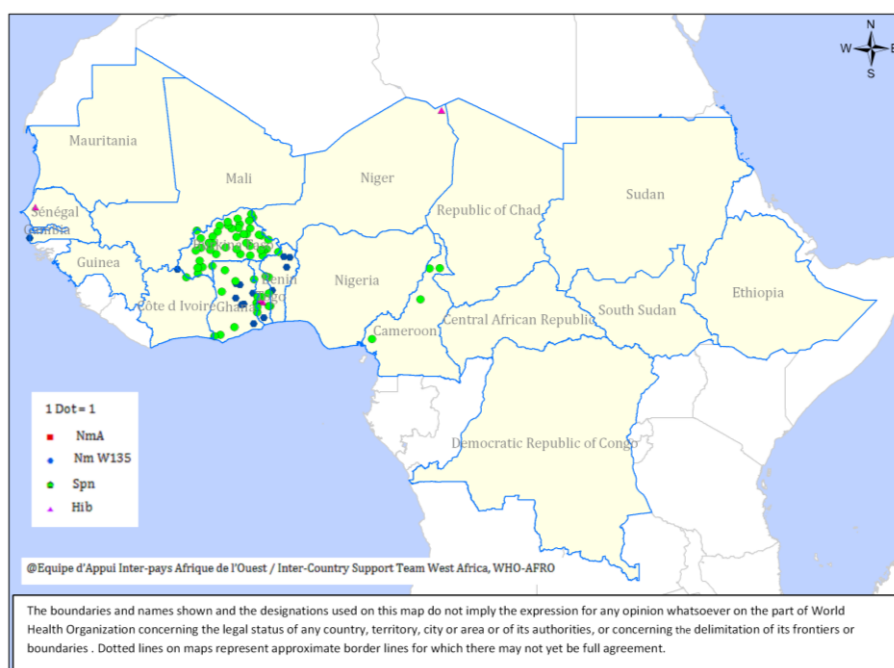 N
W
E
S
Mauritania
Mali
Niger
Republic of Chad
Sudan
Sénégal
Gambia
Burkina Faso
Guinea
Benin
Togo
Nigeria
Côte d Ivoire
Ghana
Cameroon
Central African Republic
South Sudan
Ethiopia
Democratic Republic of Congo
1 Dot = 1
NmA
Nm W135
Spn
Hib
@Equipe d'Appui Inter-pays Afrique de l'Ouest / Inter-Country Support Team West Africa, WHO-AFRO
The boundaries and names shown and the designations used on this map do not imply the expression for any opinion whatsoever on the part of World
Health Organization concerning the legal status of any country, territory, city or area or of its authorities, or concerning the delimitation of its frontiers or
boundaries . Dotted lines on maps represent approximate border lines for which there may not yet be full agreement.